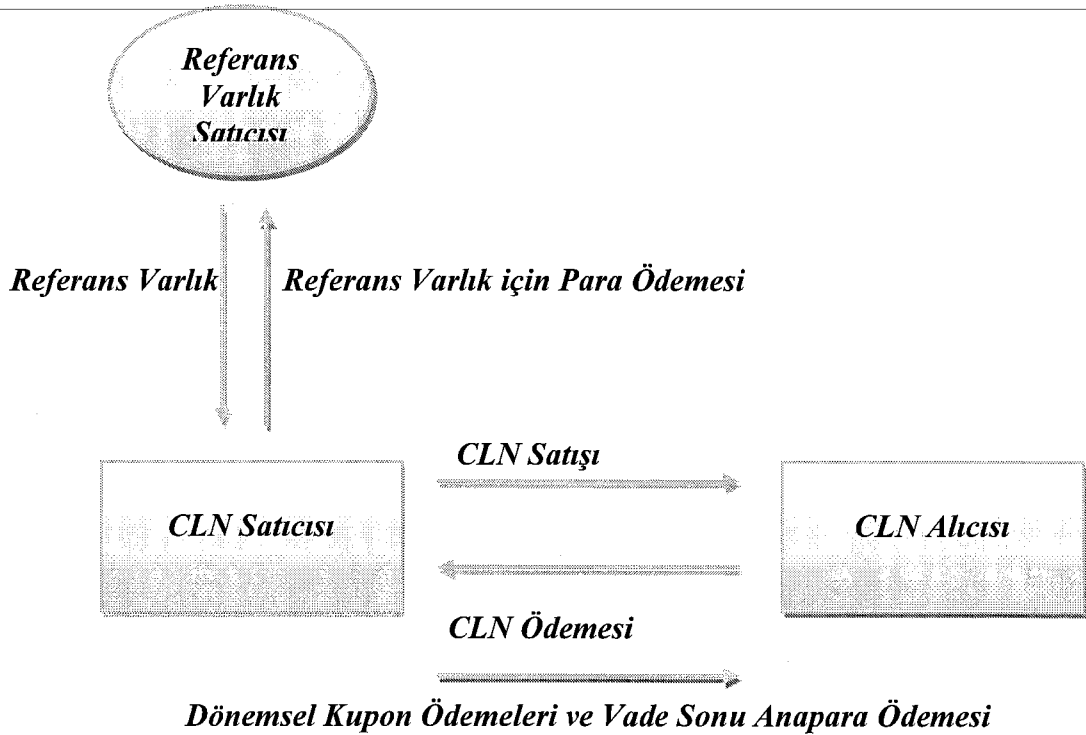 Referans
Varlık
Satıcısı
Referans Varlık
Referans Varlık için Para Ödemesi
CLN Satışı
CLN Satıcısı
CLN Alıcısı
CLN Ödemesi
Dönemsel Kupon Ödemeleri ve Vade Sonu Anapara Ödemesi